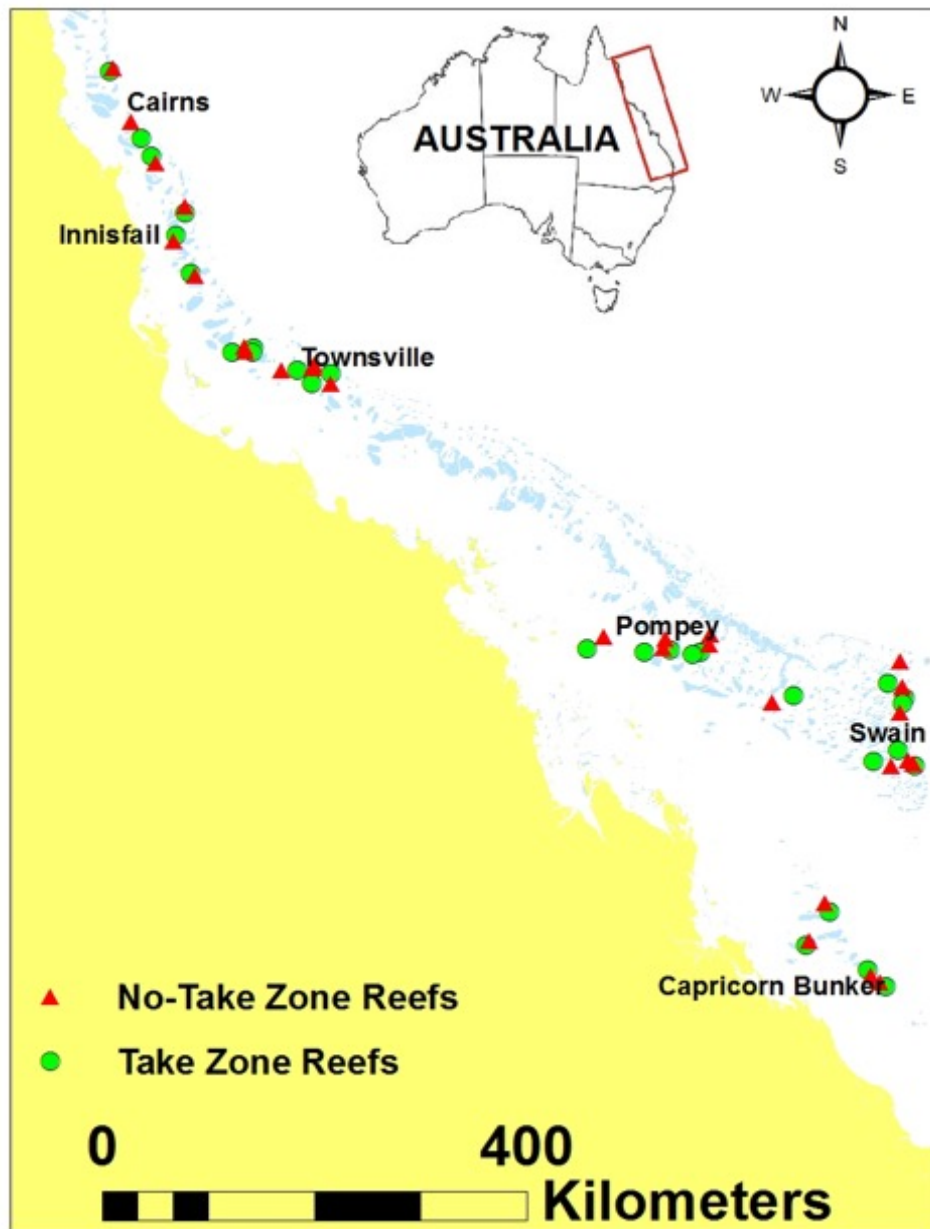 N
W
E
S
Cairns
AUSTRALIA
Innisfail
Townsville
Pompey
Swain
Capricorn Bunker
No-Take Zone Reefs
Take Zone Reefs
0
400
Kilometers